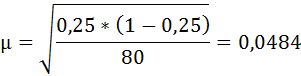 μ = √(0,25 * (1 − 0,25) / 80) = 0,0484